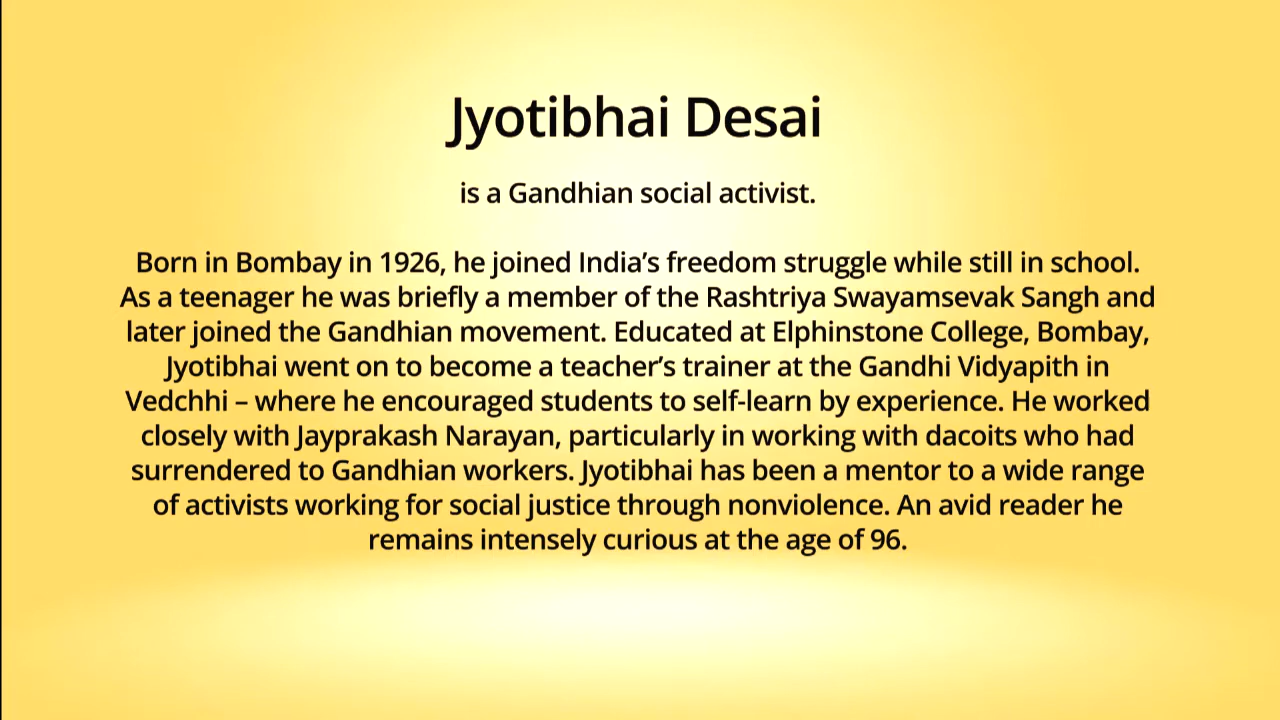 Jyotibhai Desai
is a Gandhian social activist.
Born in Bombay in 1926, he joined India’s freedom struggle while still in school.
As a teenager he was briefly a member of the Rashtriya Swayamsevak Sangh and
later joined the Gandhian movement. Educated at Elphinstone College, Bombay,
Jyotibhai went on to become a teacher’s trainer at the Gandhi Vidyapith in
Vedchhi – where he encouraged students to self-learn by experience. He worked
closely with Jayprakash Narayan, particularly in working with dacoits who had
surrendered to Gandhian workers. Jyotibhai has been a mentor to a wide range
of activists working for social justice through nonviolence. An avid reader he
remains intensely curious at the age of 96.